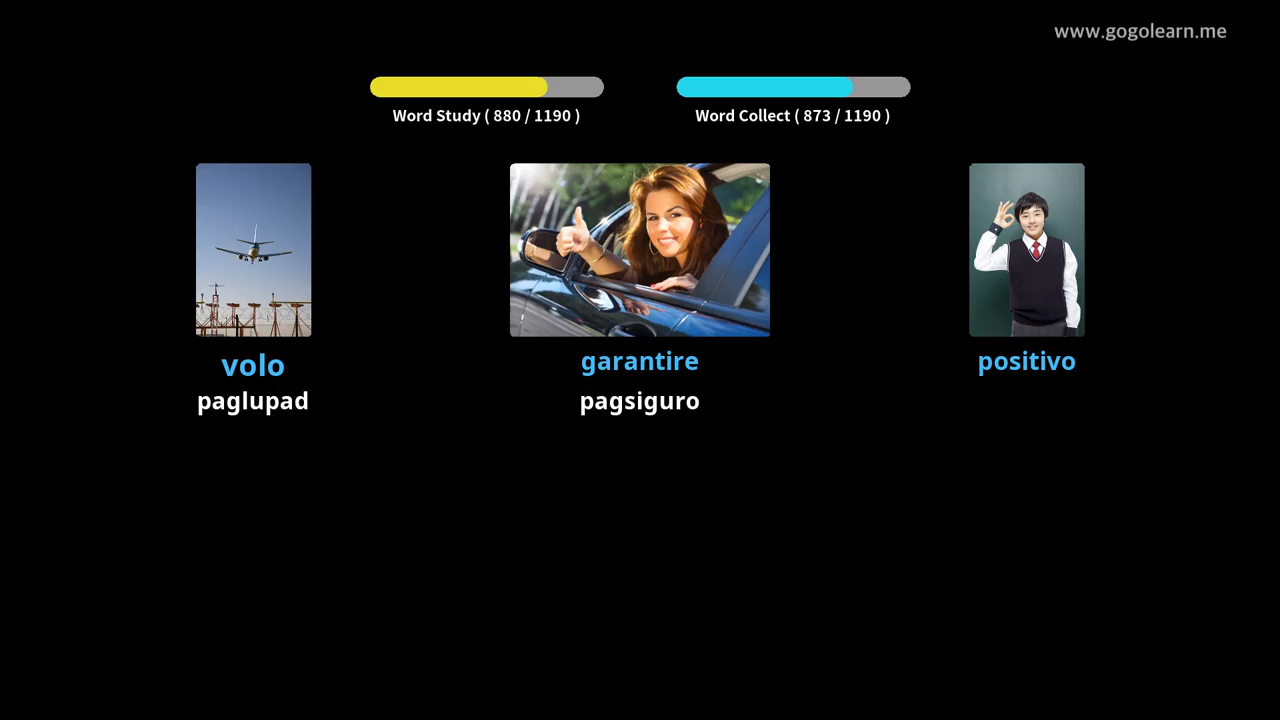 www.gogolearn.me
Word Study ( 880 / 1190 )
Word Collect ( 873 / 1190 )
volo
garantire
positivo
paglupad
pagsiguro